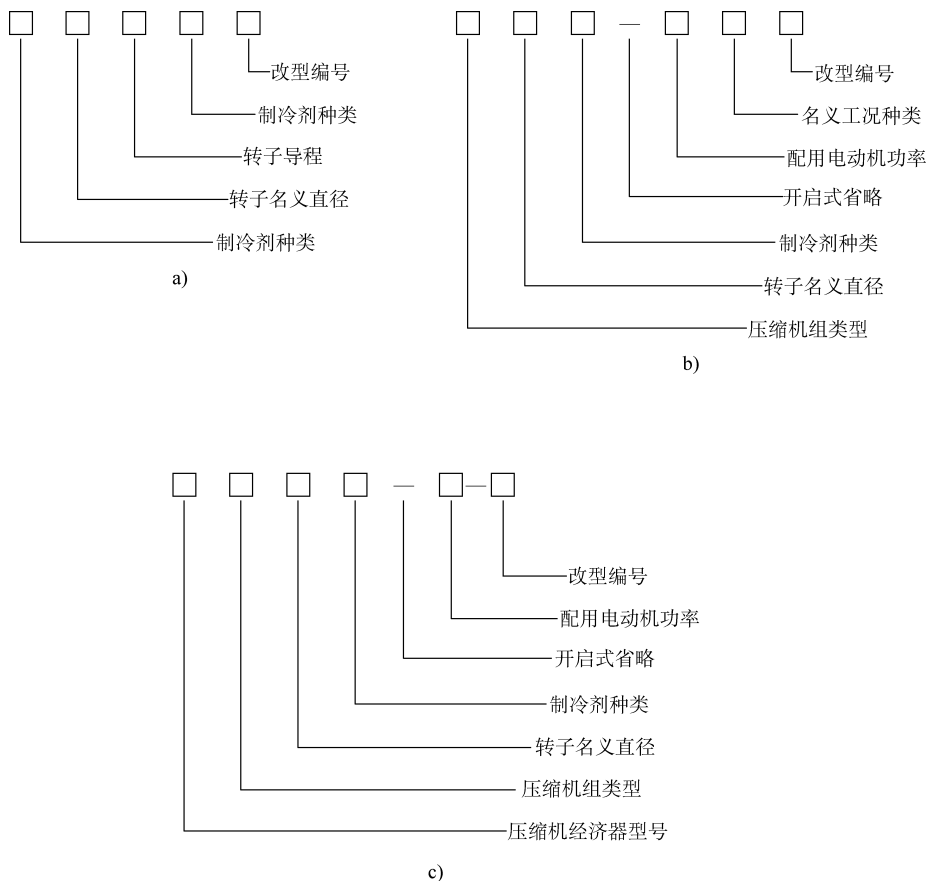 改型编号
制冷剂种类
转子导程
转子名义直径
制冷剂种类
a)
—
改型编号
名义工况种类
配用电动机功率
开启式省略
制冷剂种类
转子名义直径
压缩机组类型
b)
— —
改型编号
配用电动机功率
开启式省略
制冷剂种类
转子名义直径
压缩机组类型
压缩机经济器型号
c)